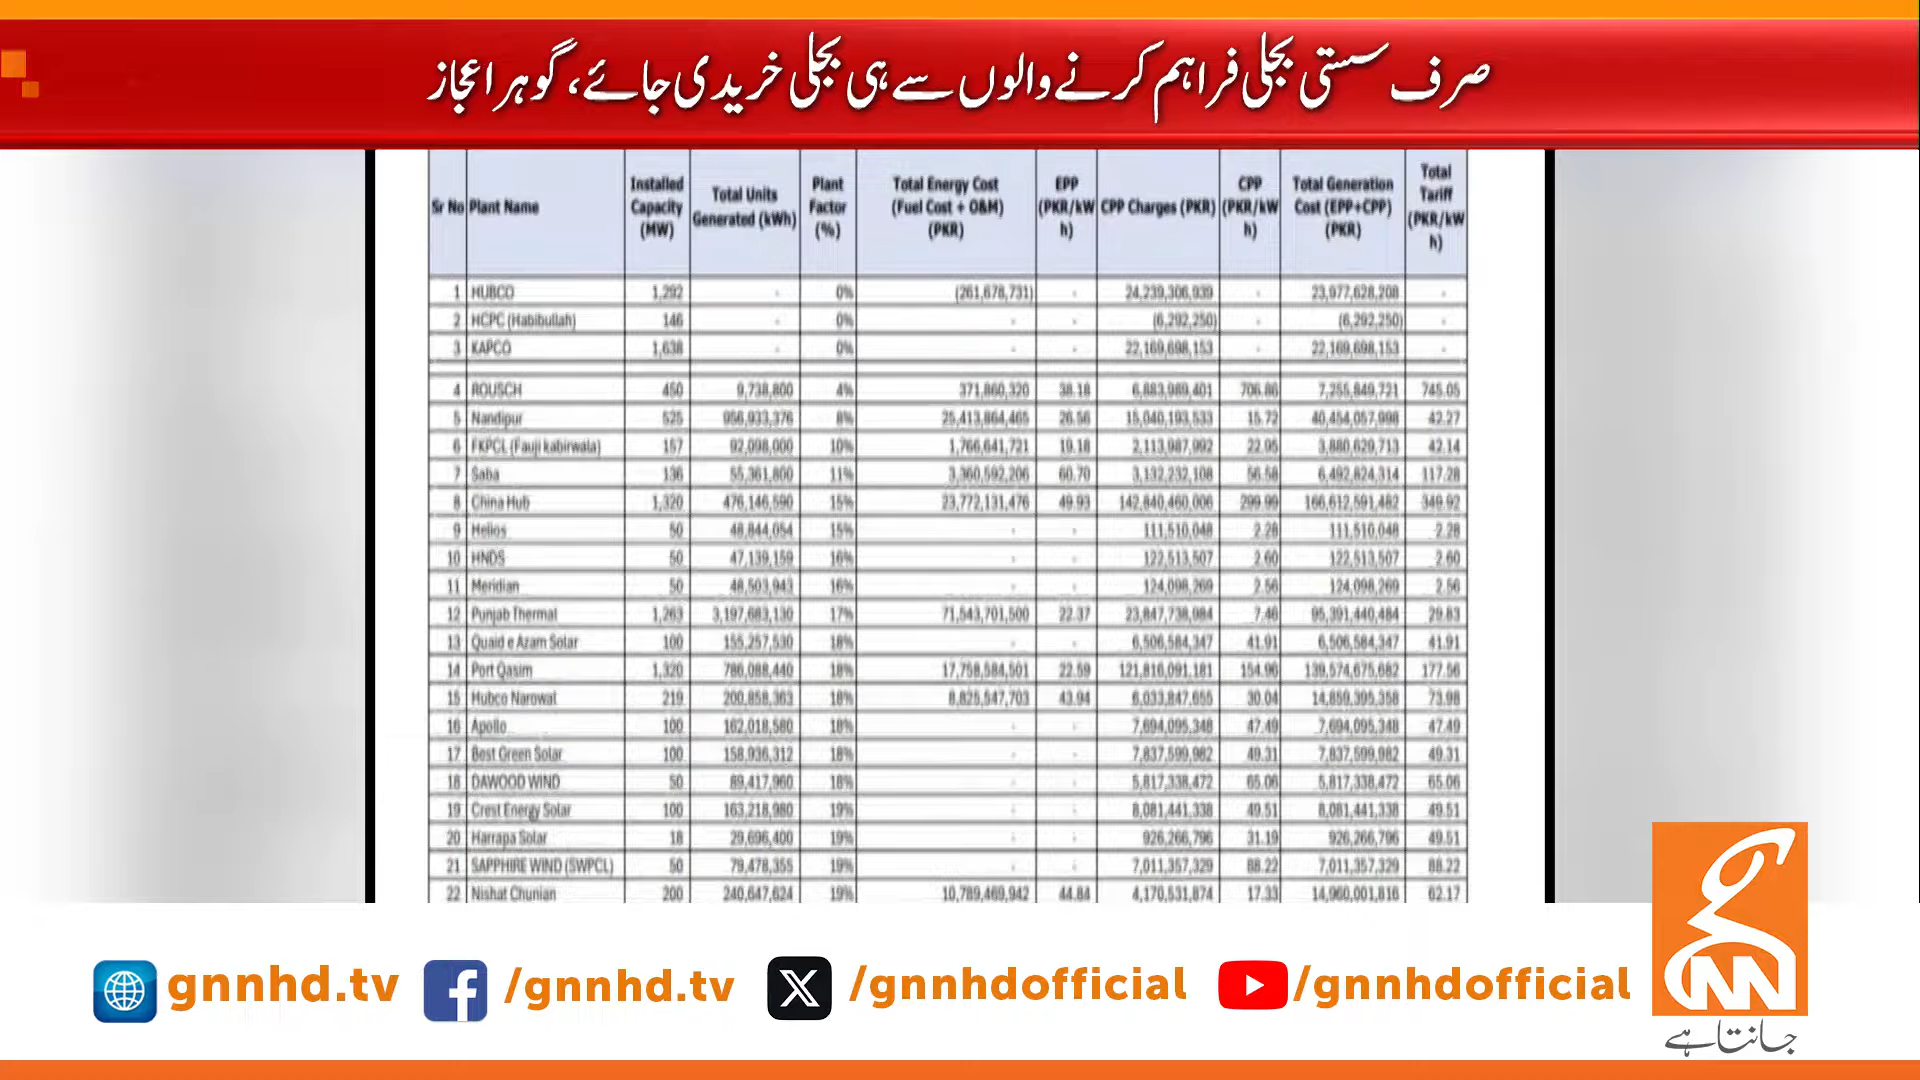 صرف سستی بجلی فراہم کرنے والوں سے ہی بجلی خریدی جائے، گوہر اعجاز
Sr No Plant Name Installed Capacity (MW) Total Units Generated (kWh) Plant Factor (%) Total Energy Cost (Fuel Cost + O&M) (PKR) EPP (PKR/kWh) CPP Charges (PKR) CPP (PKR/kWh) Total Generation Cost (EPP+CPP) (PKR) Total Tariff (PKR/kWh)
1 HUBCO 1,292 - 0% (261,678,731) - 24,239,306,939 - 23,977,628,208 -
2 HCPC (Habibullah) 146 - 0% - - (6,292,250) - (6,292,250) -
3 KAPCO 1,638 - 0% - - 22,169,698,153 - 22,169,698,153 -
4 ROUSCH 450 9,738,800 4% 371,860,320 38.18 6,883,989,401 706.86 7,255,849,721 745.05
5 Nandipur 525 956,933,376 8% 25,413,864,465 26.56 15,040,193,533 15.72 40,454,057,998 42.27
6 FKPCL (Fauji kabirwala) 157 92,098,000 10% 1,766,641,721 19.18 2,113,987,992 22.95 3,880,629,713 42.14
7 Saba 136 55,361,800 11% 3,360,592,206 60.70 3,132,232,108 56.58 6,492,824,314 117.28
8 China Hub 1,320 476,146,590 15% 23,772,131,476 49.93 142,840,460,006 299.99 166,612,591,482 349.92
9 Helios 50 48,844,054 15% - - 111,510,048 2.28 111,510,048 2.28
10 HNDS 50 47,139,159 16% - - 122,513,507 2.60 122,513,507 2.60
11 Meridian 50 48,503,943 16% - - 124,098,269 2.56 124,098,269 2.56
12 Punjab Thermal 1,263 3,197,683,130 17% 71,543,701,500 22.37 23,847,738,984 7.46 95,391,440,484 29.83
13 Quaid e Azam Solar 100 155,257,530 18% - - 6,506,584,347 41.91 6,506,584,347 41.91
14 Port Qasim 1,320 786,088,440 18% 17,758,584,501 22.59 121,816,091,181 154.96 139,574,675,682 177.56
15 Hubco Narowal 219 200,858,363 18% 8,825,547,703 43.94 6,033,847,655 30.04 14,859,395,358 73.98
16 Apollo 100 162,018,580 18% - - 7,694,095,348 47.49 7,694,095,348 47.49
17 Best Green Solar 100 158,936,312 18% - - 7,837,599,982 49.31 7,837,599,982 49.31
18 DAWOOD WIND 50 89,417,960 18% - - 5,817,338,472 65.06 5,817,338,472 65.06
19 Crest Energy Solar 100 163,218,980 19% - - 8,081,441,338 49.51 8,081,441,338 49.51
20 Harrapa Solar 18 29,696,400 19% - - 926,266,796 31.19 926,266,796 49.51
21 SAPPHIRE WIND (SWPCL) 50 79,478,355 19% - - 7,011,357,329 88.22 7,011,357,329 88.22
22 Nishat Chunian 200 240,647,624 19% 10,789,469,942 44.84 4,170,531,874 17.33 14,960,001,816 62.17
gnnhd.tv /gnnhd.tv /gnnhdofficial /gnnhdofficial
GNN
جانتا ہے